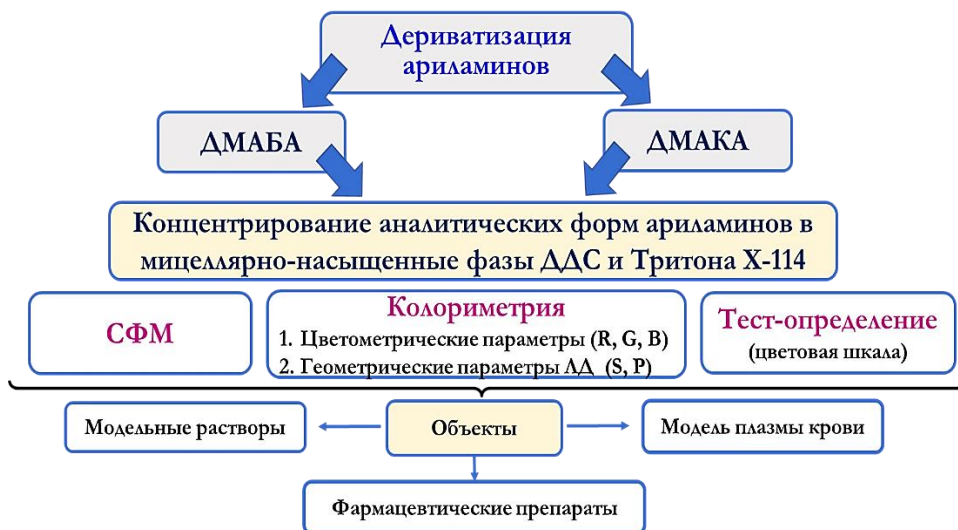 Дериватизация
ариламинов
ДМАБА
ДМАКА
Концентрирование аналитических форм ариламинов в
мицеллярно-насыщенные фазы ДДС и Тритона X-114
СФМ
Колориметрия
1. Цветометрические параметры (R, G, B)
2. Геометрические параметры ЛД (S, P)
Тест-определение
(цветовая шкала)
Модельные растворы
Объекты
Модель плазмы крови
Фармацевтические препараты